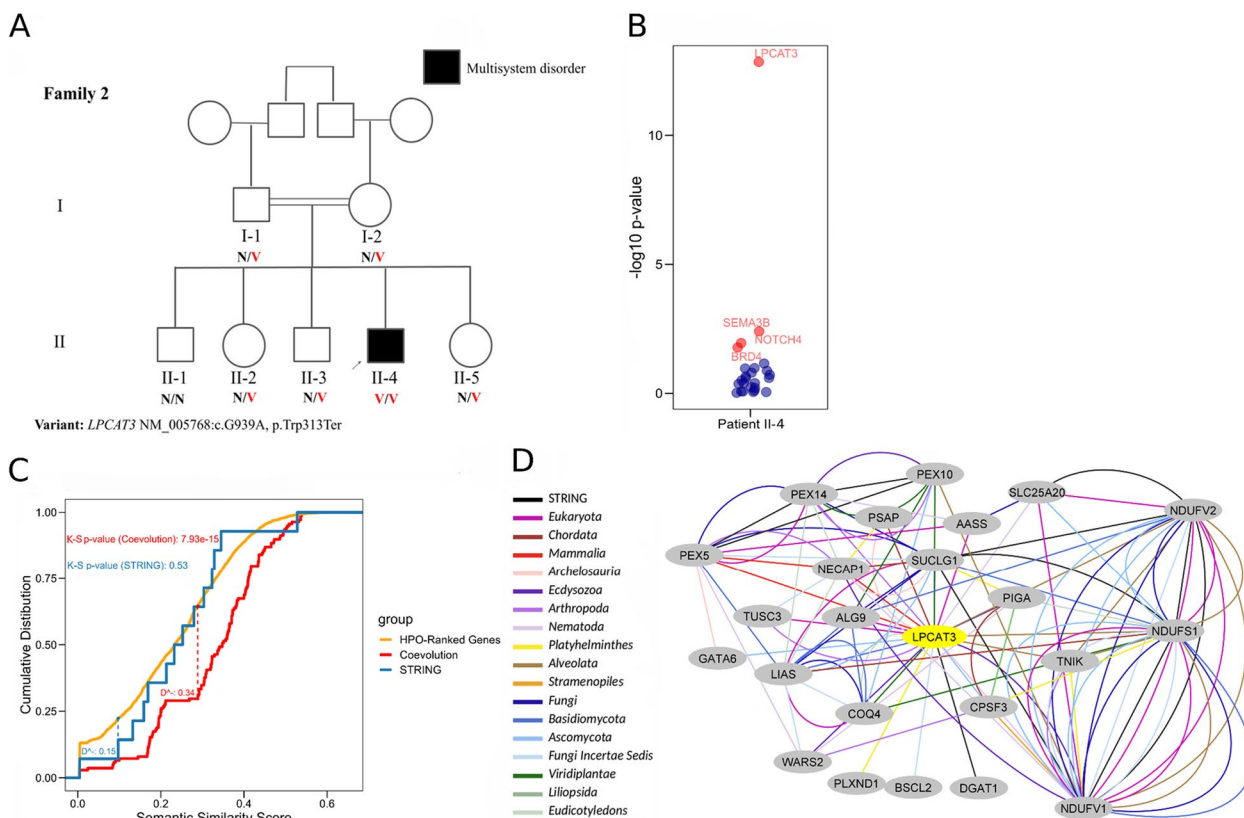 A
Family 2
Multisystem disorder
I
I-1
I-2
N/V
N/V
II
II-1
II-2
II-3
II-4
II-5
N/N
N/V
N/V
V/V
N/V
Variant: LPCAT3 NM_005768:c.G939A, p.Trp313Ter
B
-log10 p-value
10
5
0
LPCAT3
SEMA3B
NOTCH4
BRD4
Patient II-4
C
Cumulative Distibution
1.00
0.75
0.50
0.25
0.00
K-S p-value (Coevolution): 7.93e-15
K-S p-value (STRING): 0.53
D^-: 0.34
D^-: 0.15
0.0
0.2
0.4
0.6
Semantic Similarity Score
group
HPO-Ranked Genes
Coevolution
STRING
D
STRING
Eukaryota
Chordata
Mammalia
Archelosauria
Ecdysozoa
Arthropoda
Nematoda
Platyhelminthes
Alveolata
Stramenopiles
Fungi
Basidiomycota
Ascomycota
Fungi Incertae Sedis
Viridiplantae
Liliopsida
Eudicotyledons
PEX10
PEX14
SLC25A20
PSAP
AASS
NDUFV2
PEX5
NECAP1
SUCLG1
PIGA
TUSC3
ALG9
LPCAT3
NDUFS1
GATA6
LIAS
TNIK
COQ4
CPSF3
WARS2
PLXND1
BSCL2
DGAT1
NDUFV1